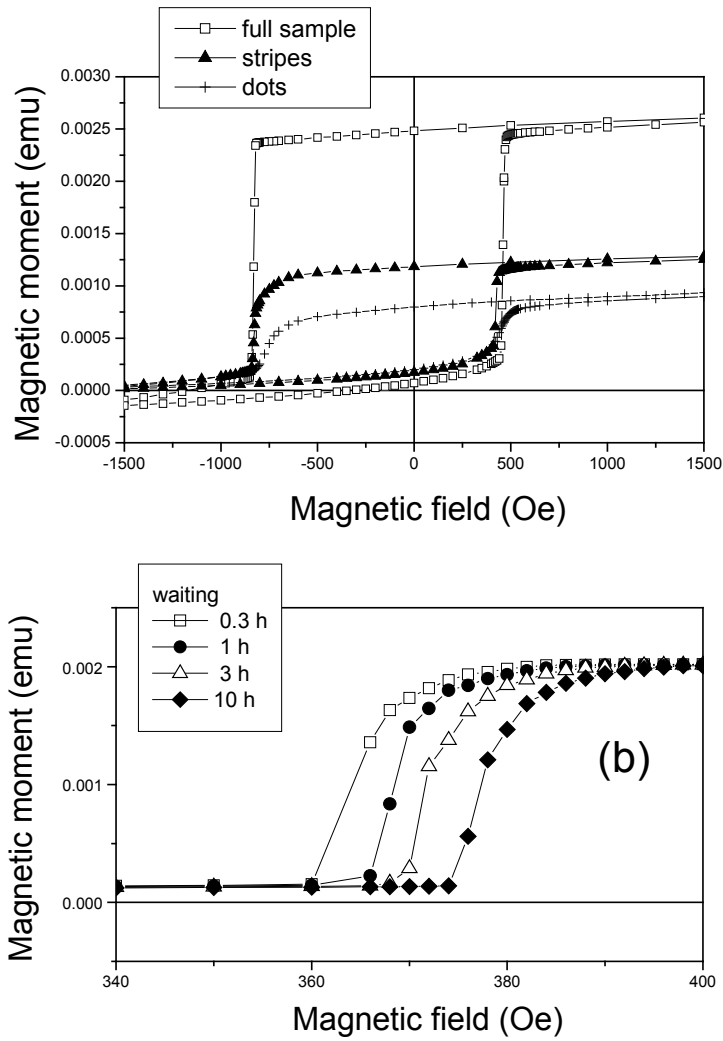 full sample
stripes
dots
0.0030
0.0025
0.0020
0.0015
0.0010
0.0005
0.0000
-0.0005
Magnetic moment (emu)
-1500 -1000 -500 0 500 1000 1500
Magnetic field (Oe)
waiting
0.3 h
1 h
3 h
10 h
0.002
0.001
0.000
Magnetic moment (emu)
(b)
340 360 380 400
Magnetic field (Oe)